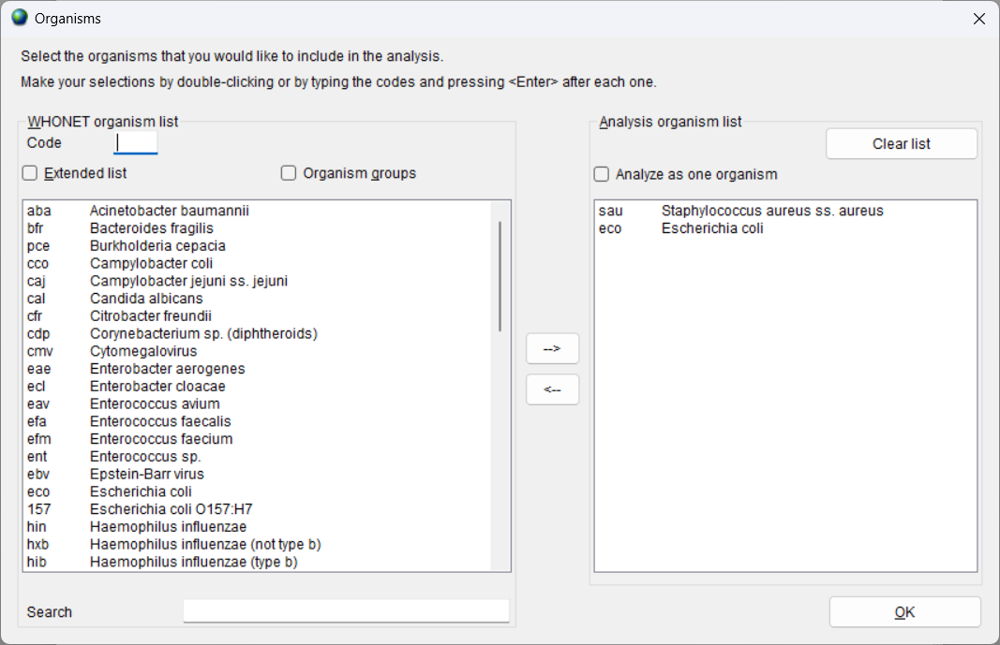 Organisms
Select the organisms that you would like to include in the analysis.
Make your selections by double-clicking or by typing the codes and pressing <Enter> after each one.
WHONET organism list
Code
Extended list
Organism groups
aba Acinetobacter baumannii
bfr Bacteroides fragilis
pce Burkholderia cepacia
cco Campylobacter coli
caj Campylobacter jejuni ss. jejuni
cal Candida albicans
cfr Citrobacter freundii
cdp Corynebacterium sp. (diphtheroids)
cmv Cytomegalovirus
eae Enterobacter aerogenes
ecl Enterobacter cloacae
eav Enterococcus avium
efa Enterococcus faecalis
efm Enterococcus faecium
ent Enterococcus sp.
ebv Epstein-Barr virus
eco Escherichia coli
157 Escherichia coli O157:H7
hin Haemophilus influenzae
hxb Haemophilus influenzae (not type b)
hib Haemophilus influenzae (type b)
Search
-->
<--
Analysis organism list
Clear list
Analyze as one organism
sau Staphylococcus aureus ss. aureus
eco Escherichia coli
OK